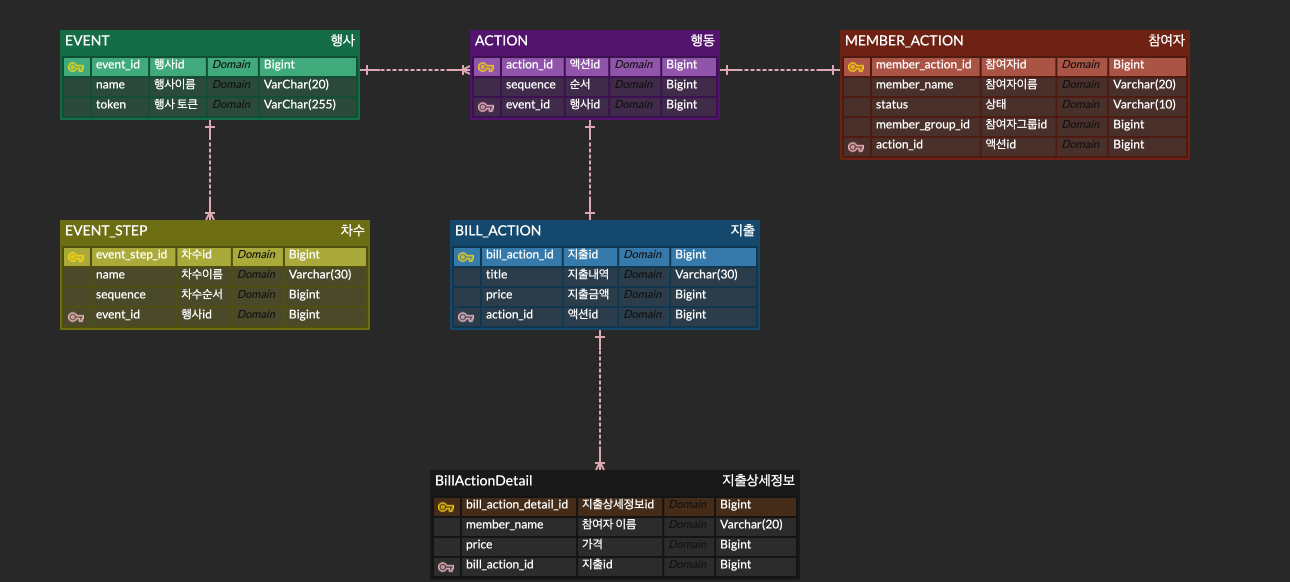 EVENT 행사
event_id 행사id Domain Bigint
name 행사이름 Domain VarChar(20)
token 행사 토큰 Domain VarChar(255)
ACTION 행동
action_id 액션id Domain Bigint
sequence 순서 Domain Bigint
event_id 행사id Domain Bigint
MEMBER_ACTION 참여자
member_action_id 참여자id Domain Bigint
member_name 참여자이름 Domain Varchar(20)
status 상태 Domain Varchar(10)
member_group_id 참여자그룹id Domain Bigint
action_id 액션id Domain Bigint
EVENT_STEP 차수
event_step_id 차수id Domain Bigint
name 차수이름 Domain Varchar(30)
sequence 차수순서 Domain Bigint
event_id 행사id Domain Bigint
BILL_ACTION 지출
bill_action_id 지출id Domain Bigint
title 지출내역 Domain Varchar(30)
price 지출금액 Domain Bigint
action_id 액션id Domain Bigint
BillActionDetail 지출상세정보
bill_action_detail_id 지출상세정보id Domain Bigint
member_name 참여자 이름 Domain Varchar(20)
price 가격 Domain Bigint
bill_action_id 지출id Domain Bigint